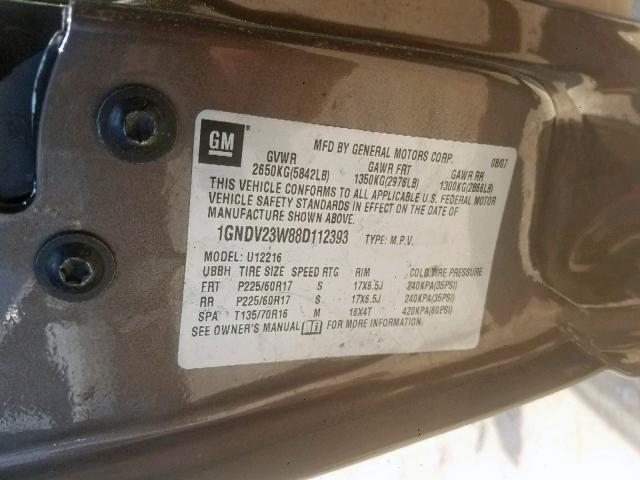 GM
MFD BY GENERAL MOTORS CORP. 08/07
GVWR GAWR FRT GAWR RR
2650KG(5842LB) 1350KG(2976LB) 1300KG(2866LB)
THIS VEHICLE CONFORMS TO ALL APPLICABLE U.S. FEDERAL MOTOR
VEHICLE SAFETY STANDARDS IN EFFECT ON THE DATE OF
MANUFACTURE SHOWN ABOVE.
1GNDV23W88D112393 TYPE: M.P.V.
MODEL: U12216
UBBH TIRE SIZE SPEED RTG RIM COLD TIRE PRESSURE
FRT P225/60R17 S 17X6.5J 240KPA(35PSI)
RR P225/60R17 S 17X6.5J 240KPA(35PSI)
SPA T135/70R16 M 16X4T 420KPA(60PSI)
SEE OWNER'S MANUAL FOR MORE INFORMATION.